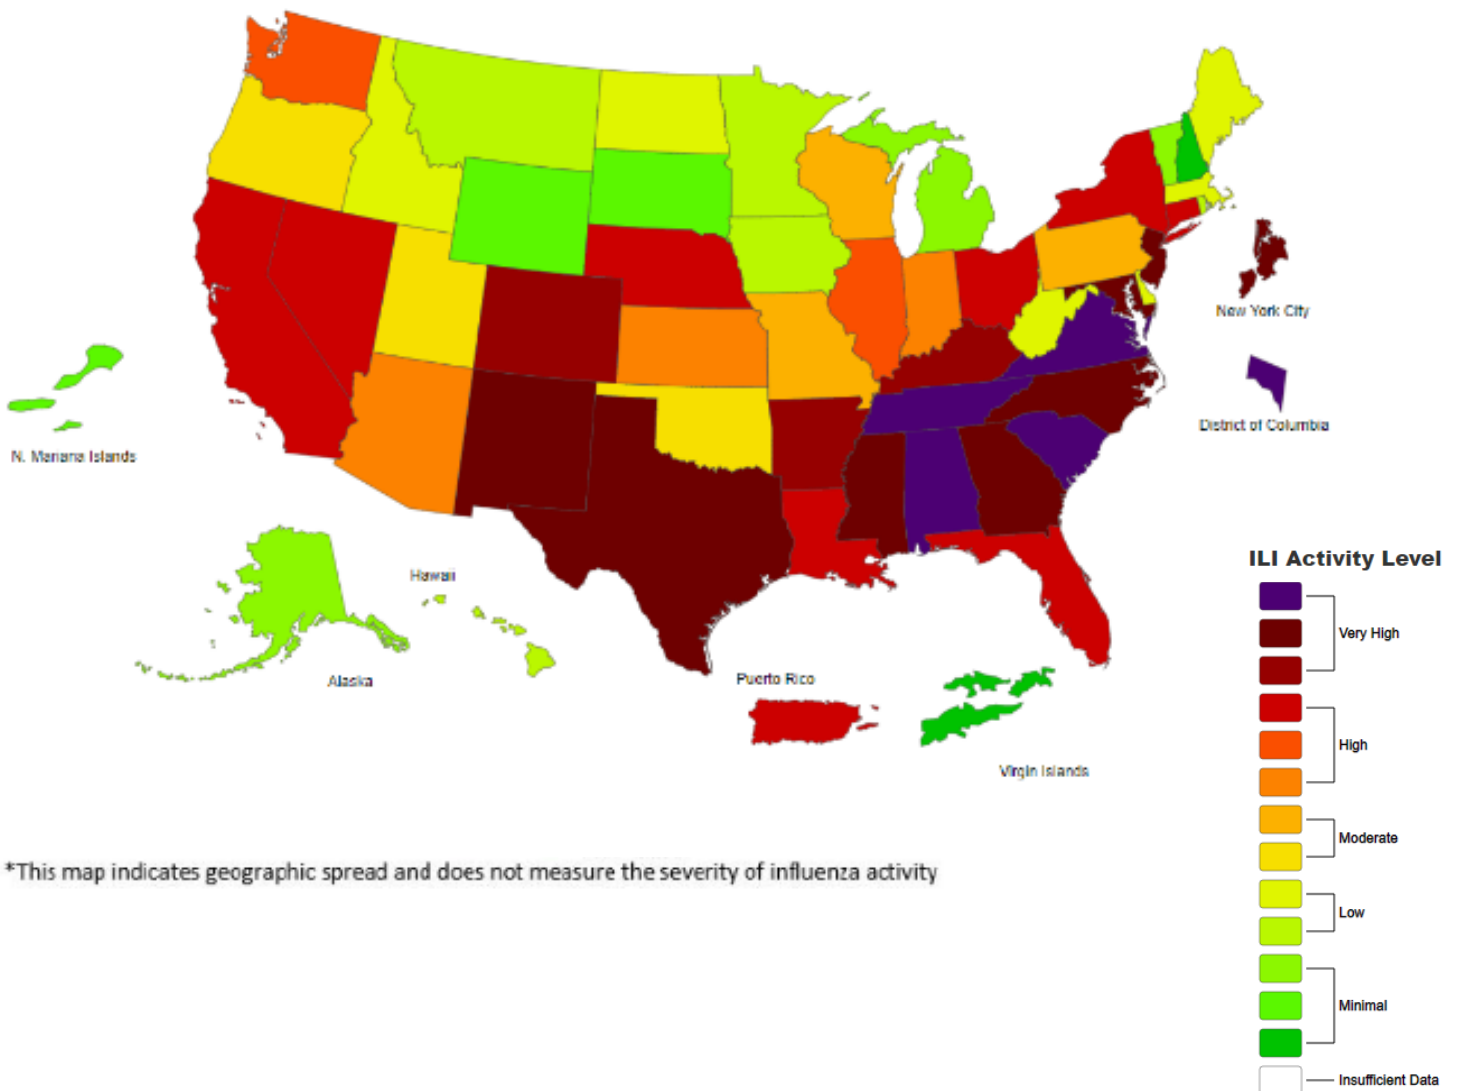 New York City
District of Columbia
N. Mariana Islands
Hawaii
Alaska
Puerto Rico
Virgin Islands
ILI Activity Level
Very High
High
Moderate
Low
Minimal
Insufficient Data
*This map indicates geographic spread and does not measure the severity of influenza activity